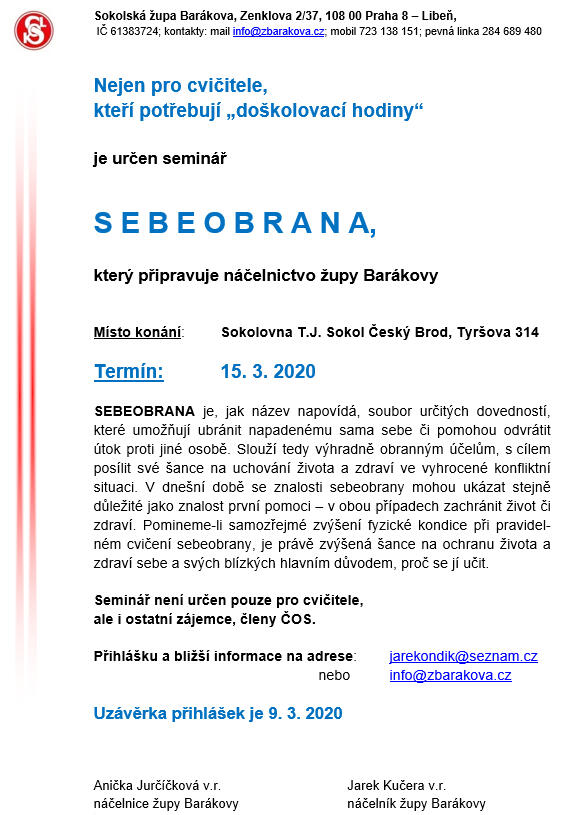 Sokolská župa Barákova, Zenklova 2/37, 108 00 Praha 8 – Libeň,
IČ 61383724; kontakty: mail info@zbarakova.cz; mobil 723 138 151; pevná linka 284 689 480
Nejen pro cvičitele,
kteří potřebují „doškolovací hodiny“
je určen seminář
S E B E O B R A N A,
který připravuje náčelnictvo župy Barákovy
Místo konání: Sokolovna T.J. Sokol Český Brod, Tyršova 314
Termín: 15. 3. 2020
SEBEOBRANA je, jak název napovídá, soubor určitých dovedností,
které umožňují ubránit napadenému sama sebe či pomohou odvrátit
útok proti jiné osobě. Slouží tedy výhradně obranným účelům, s cílem
posílit své šance na uchování života a zdraví ve vyhrocené konfliktní
situaci. V dnešní době se znalosti sebeobrany mohou ukázat stejně
důležité jako znalost první pomoci – v obou případech zachránit život či
zdraví. Pomineme-li samozřejmé zvýšení fyzické kondice při pravidel-
ném cvičení sebeobrany, je právě zvýšená šance na ochranu života a
zdraví sebe a svých blízkých hlavním důvodem, proč se jí učit.
Seminář není určen pouze pro cvičitele,
ale i ostatní zájemce, členy ČOS.
Přihlášku a bližší informace na adrese: jarekondik@seznam.cz
nebo info@zbarakova.cz
Uzávěrka přihlášek je 9. 3. 2020
Anička Jurčíčková v.r. Jarek Kučera v.r.
náčelnice župy Barákovy náčelník župy Barákovy